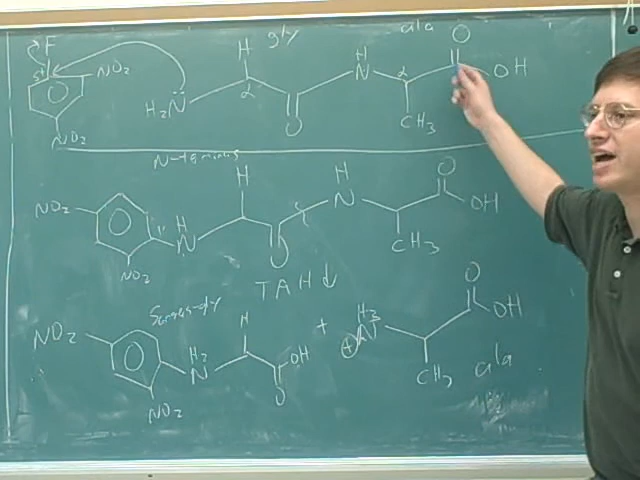 F
δ+
NO2
NO2
H2N̈
H
gly
α
O
H
N
ala
α
CH3
O
OH
N-terminus
NO2
NO2
H
N
H
O
H
N
CH3
O
OH
TAH ↓
NO2
NO2
H2
N
H
O
OH
+
H3
N
⊕
CH3
O
OH
ala